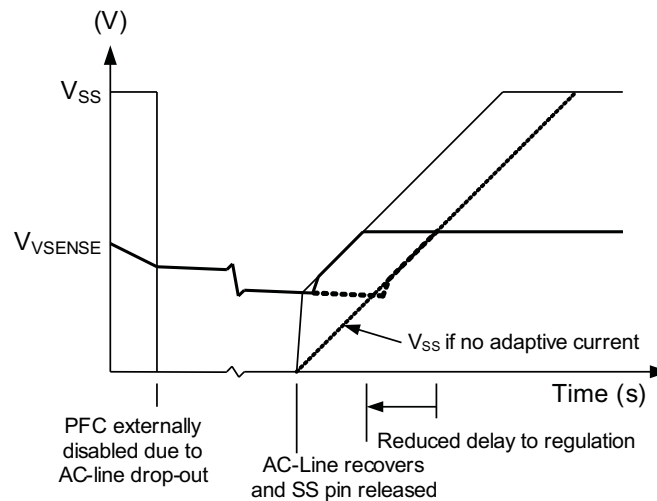 (V)
VSS
VVSENSE
VSS if no adaptive current
Time (s)
PFC externally
disabled due to
AC-line drop-out
AC-Line recovers
and SS pin released
Reduced delay to regulation